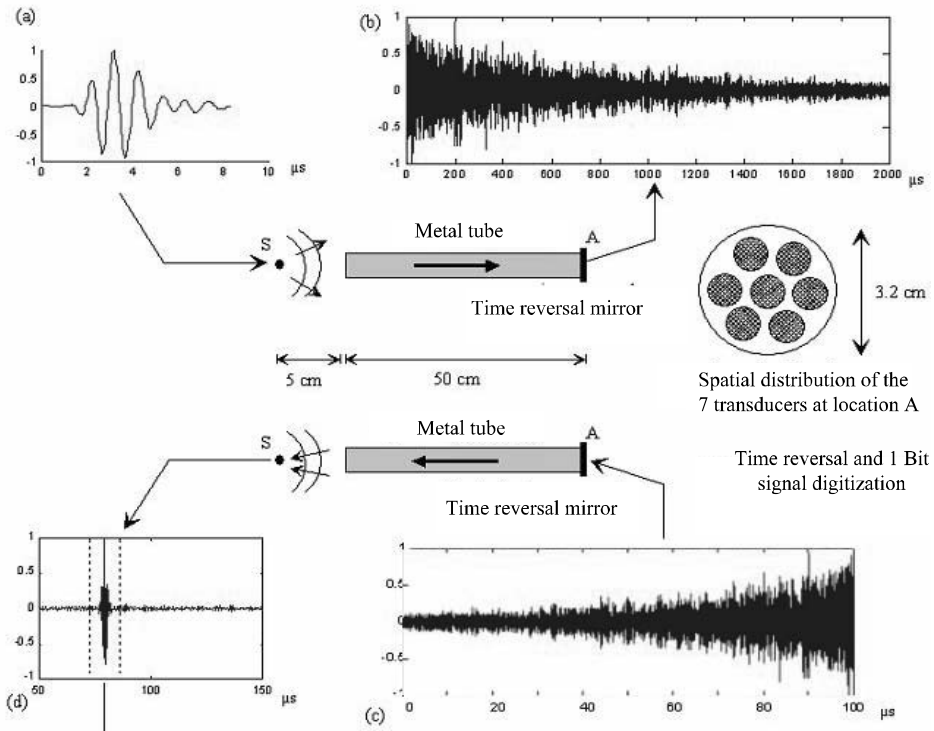 (a)
1
0.5
0
-0.5
-1
0 2 4 6 8 10 μs
(b)
1
0.5
0
-0.5
-1
0 200 400 600 800 1000 1200 1400 1600 1800 2000 μs
S
Metal tube
A
Time reversal mirror
3.2 cm
5 cm
50 cm
Spatial distribution of the
7 transducers at location A
S
Metal tube
A
Time reversal mirror
Time reversal and 1 Bit
signal digitization
1
0.5
0
-0.5
-1
50 100 150 μs
(d)
1
0.5
0
-0.5
-1
0 20 40 60 80 100 μs
(c)